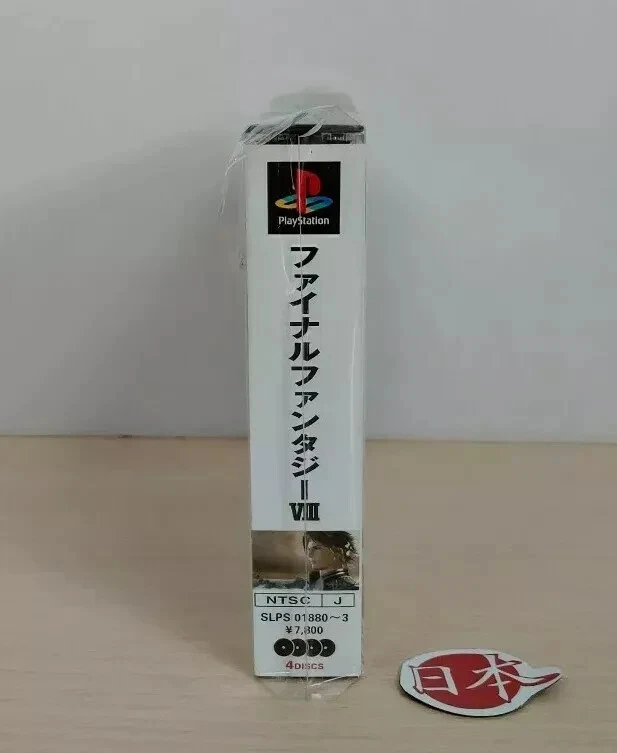 PlayStation
ファイナルファンタジーVIII
NTSC J
SLPS 01880～3
¥7,800
4DISCS
日本